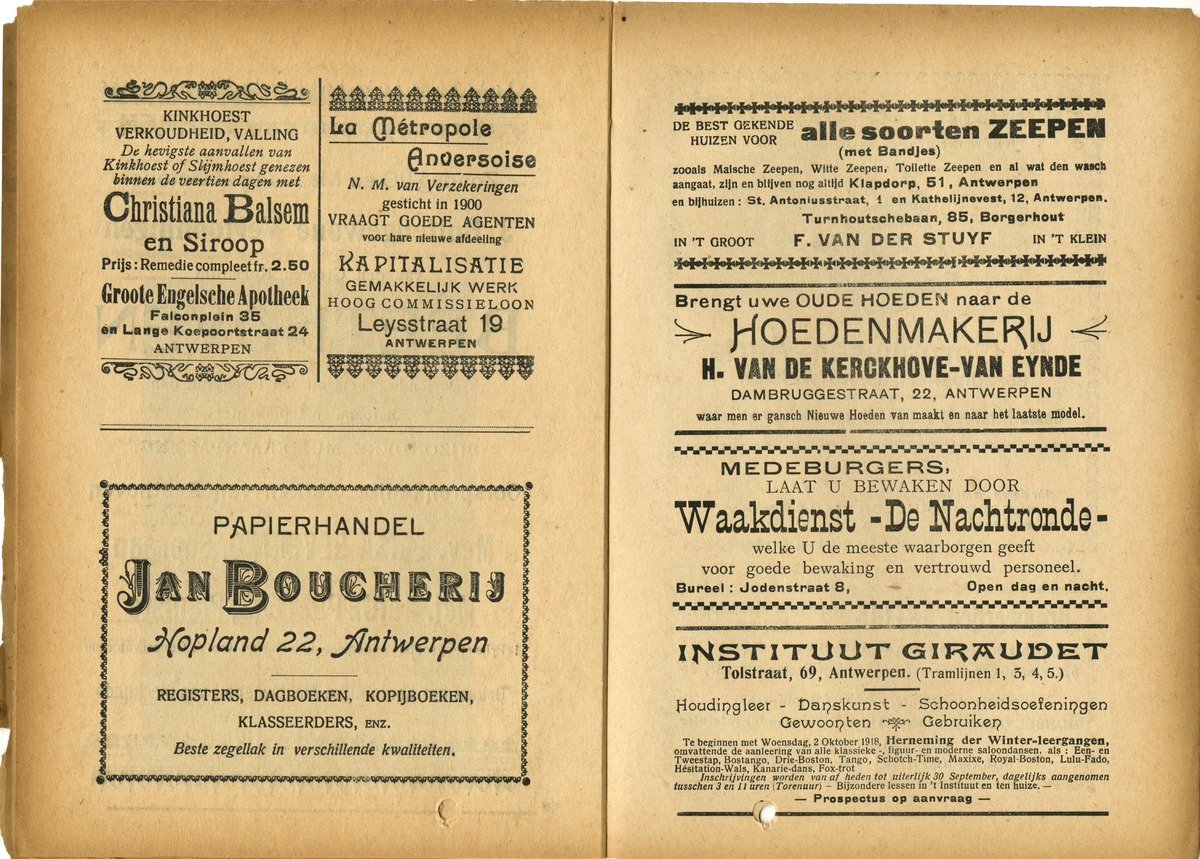 KINKHOEST
VERKOUDHEID, VALLING
De hevigste aanvallen van
Kinkhoest of Slijmhoest genezen
binnen de veertien dagen met
Christiana Balsem
en Siroop
Prijs: Remedie compleet fr. 2.50
Groote Engelsche Apotheek
Falconplein 35
en Lange Koepoortstraat 24
ANTWERPEN
La Métropole
Anversoise
N. M. van Verzekeringen
gesticht in 1900
VRAAGT GOEDE AGENTEN
voor hare nieuwe afdeeling
KAPITALISATIE
GEMAKKELIJK WERK
HOOG COMMISSIELOON
Leysstraat 19
ANTWERPEN
PAPIERHANDEL
JAN BOUCHERIJ
Hopland 22, Antwerpen
REGISTERS, DAGBOEKEN, KOPIJBOEKEN,
KLASSEERDERS, ENZ.
Beste zegellak in verschillende kwaliteiten.
DE BEST GEKENDE
HUIZEN VOOR alle soorten ZEEPEN
(met Bandjes)
zooals Malsche Zeepen, Witte Zeepen, Toilette Zeepen en al wat den wasch
aangaat, zijn en blijven nog altijd Klapdorp, 51, Antwerpen
en bijhuizen: St. Antoniusstraat, 1 en Kathelijnevest, 12, Antwerpen.
Turnhoutschebaan, 85, Borgerhout
IN 'T GROOT F. VAN DER STUYF IN 'T KLEIN
Brengt uwe OUDE HOEDEN naar de
HOEDENMAKERIJ
H. VAN DE KERCKHOVE-VAN EYNDE
DAMBRUGGESTRAAT, 22, ANTWERPEN
waar men er gansch Nieuwe Hoeden van maakt en naar het laatste model.
MEDEBURGERS,
LAAT U BEWAKEN DOOR
Waakdienst -De Nachtronde-
welke U de meeste waarborgen geeft
voor goede bewaking en vertrouwd personeel.
Bureel: Jodenstraat 8, Open dag en nacht.
INSTITUUT GIRAUDET
Tolstraat, 69, Antwerpen. (Tramlijnen 1, 3, 4, 5.)
Houdingleer - Danskunst - Schoonheidsoefeningen
Gewoonten Gebruiken
Te beginnen met Woensdag, 2 Oktober 1918, Herneming der Winter-leergangen,
omvattende de aanleering van alle klassieke-, figuur- en moderne saloondansen. als: Een- en
Tweestap, Bostango, Drie-Boston, Tango, Schotch-Time, Maxixe, Royal-Boston, Lulu-Fado,
Hésitation-Wals, Kanarie-dans, Fox-trot
Inschrijvingen worden van af heden tot uiterlijk 30 September, dagelijks aangenomen
tusschen 3 en 11 uren (Torenuur) - Bijzondere lessen in 't Instituut en ten huize. —
— Prospectus op aanvraag —